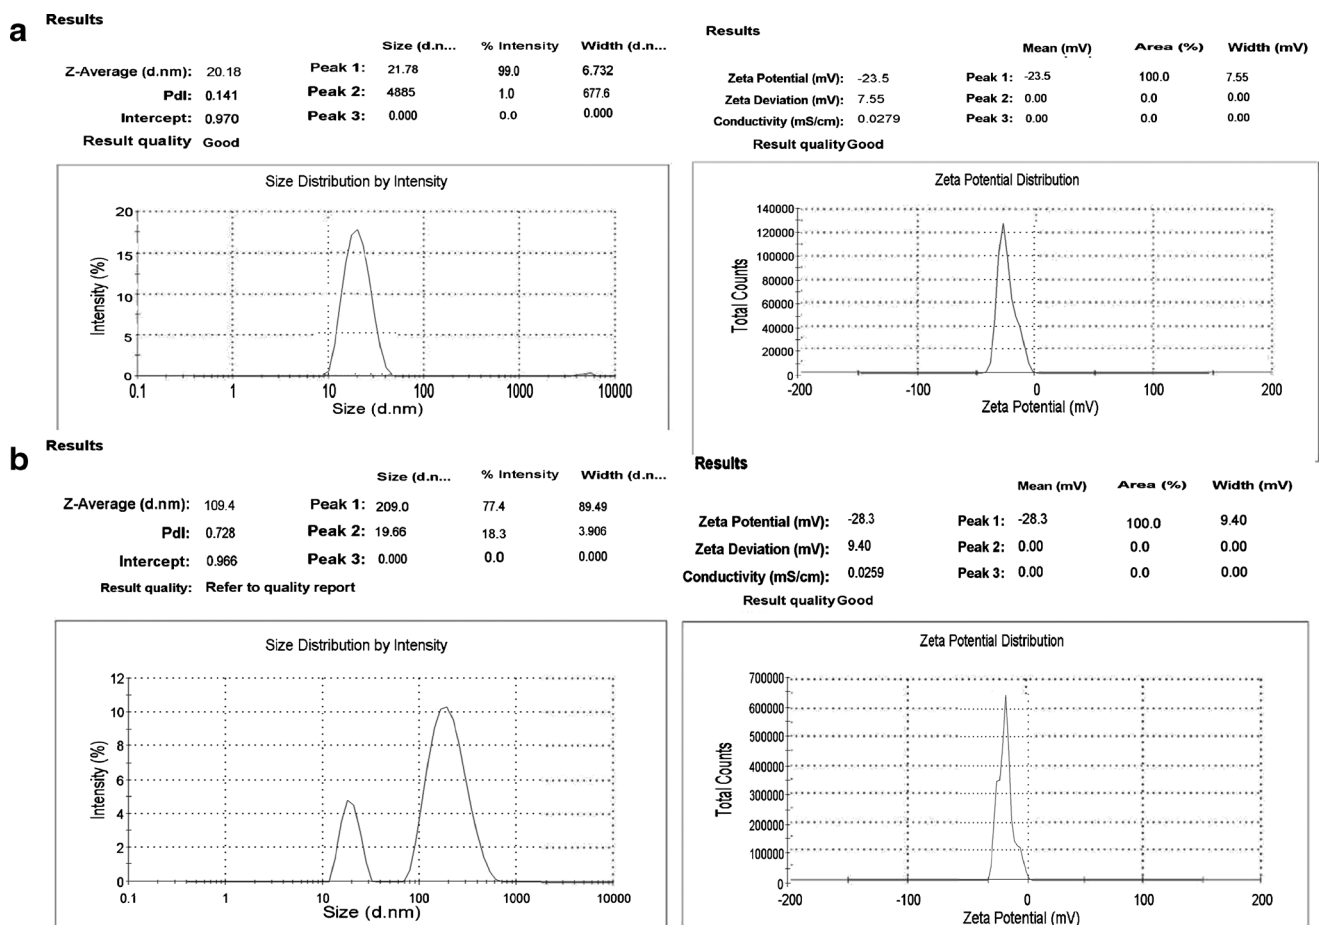 a
Results
Size (d.n... % Intensity Width (d.n...
Z-Average (d.nm): 20.18 Peak 1: 21.78 99.0 6.732
PdI: 0.141 Peak 2: 4885 1.0 677.6
Intercept: 0.970 Peak 3: 0.000 0.0 0.000
Result quality Good
Size Distribution by Intensity
Intensity (%)
20
15
10
5
0
0.1 1 10 100 1000 10000
Size (d.nm)
Results
Mean (mV) Area (%) Width (mV)
Zeta Potential (mV): -23.5 Peak 1: -23.5 100.0 7.55
Zeta Deviation (mV): 7.55 Peak 2: 0.00 0.0 0.00
Conductivity (mS/cm): 0.0279 Peak 3: 0.00 0.0 0.00
Result quality Good
Zeta Potential Distribution
Total Counts
140000
120000
100000
80000
60000
40000
20000
0
-200 -100 0 100 200
Zeta Potential (mV)
b
Results
Size (d.n... % Intensity Width (d.n...
Z-Average (d.nm): 109.4 Peak 1: 209.0 77.4 89.49
PdI: 0.728 Peak 2: 19.66 18.3 3.906
Intercept: 0.966 Peak 3: 0.000 0.0 0.000
Result quality: Refer to quality report
Size Distribution by Intensity
Intensity (%)
12
10
8
6
4
2
0
0.1 1 10 100 1000 10000
Size (d.nm)
Results
Mean (mV) Area (%) Width (mV)
Zeta Potential (mV): -28.3 Peak 1: -28.3 100.0 9.40
Zeta Deviation (mV): 9.40 Peak 2: 0.00 0.0 0.00
Conductivity (mS/cm): 0.0259 Peak 3: 0.00 0.0 0.00
Result quality Good
Zeta Potential Distribution
Total Counts
700000
600000
500000
400000
300000
200000
100000
0
-200 -100 0 100 200
Zeta Potential (mV)